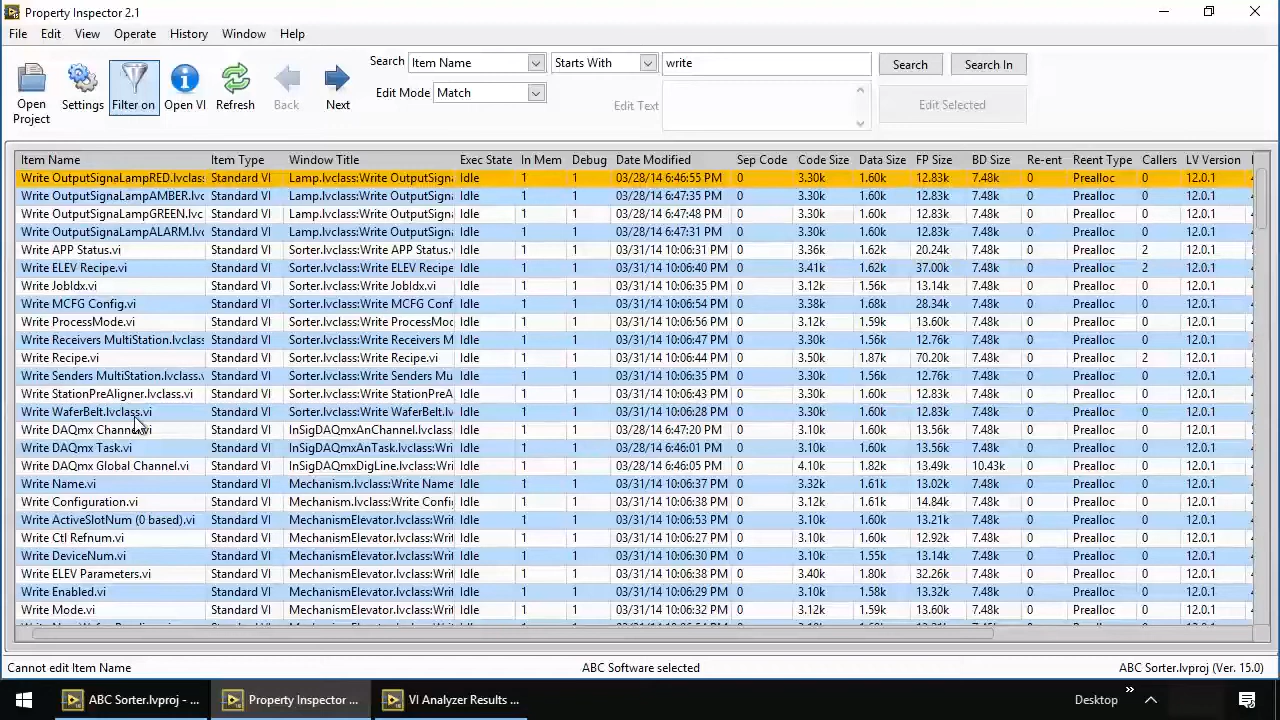 Property Inspector 2.1
File Edit View Operate History Window Help
Search Item Name Starts With write Search Search In
Edit Mode Match Edit Text Edit Selected
Open Project Settings Filter on Open VI Refresh Back Next
Item Name Item Type Window Title Exec State In Mem Debug Date Modified Sep Code Code Size Data Size FP Size BD Size Re-ent Reent Type Callers LV Version
Write OutputSignaLampRED.lvclass Standard VI Lamp.lvclass:Write OutputSign Idle 1 1 03/28/14 6:46:55 PM 0 3.30k 1.60k 12.83k 7.48k 0 Prealloc 12.0.1
Write OutputSignaLampAMBER.lvc Standard VI Lamp.lvclass:Write OutputSign Idle 1 1 03/28/14 6:47:35 PM 0 3.30k 1.60k 12.83k 7.48k 0 Prealloc 12.0.1
Write OutputSignaLampGREEN.lvc Standard VI Lamp.lvclass:Write OutputSign Idle 1 1 03/28/14 6:47:48 PM 0 3.30k 1.60k 12.83k 7.48k 0 Prealloc 12.0.1
Write OutputSignaLampALARM.lvc Standard VI Lamp.lvclass:Write OutputSign Idle 1 1 03/28/14 6:47:31 PM 0 3.30k 1.60k 12.83k 7.48k 0 Prealloc 12.0.1
Write APP Status.vi Standard VI Sorter.lvclass:Write APP Status. Idle 1 1 03/31/14 10:06:31 PM 0 3.36k 1.62k 20.24k 7.48k 0 Prealloc 2 12.0.1
Write ELEV Recipe.vi Standard VI Sorter.lvclass:Write ELEV Recipe Idle 1 1 03/31/14 10:06:40 PM 0 3.41k 1.62k 37.00k 7.48k 0 Prealloc 2 12.0.1
Write JobIdx.vi Standard VI Sorter.lvclass:Write JobIdx.vi Idle 1 1 03/31/14 10:06:35 PM 0 3.12k 1.56k 13.14k 7.48k 0 Prealloc 12.0.1
Write MCFG Config.vi Standard VI Sorter.lvclass:Write MCFG Conf Idle 1 1 03/31/14 10:06:54 PM 0 3.38k 1.68k 28.34k 7.48k 0 Prealloc 12.0.1
Write ProcessMode.vi Standard VI Sorter.lvclass:Write ProcessMod Idle 1 1 03/31/14 10:06:56 PM 0 3.12k 1.59k 13.60k 7.48k 0 Prealloc 12.0.1
Write Receivers MultiStation.lvclass Standard VI Sorter.lvclass:Write Receivers M Idle 1 1 03/31/14 10:06:47 PM 0 3.30k 1.56k 12.76k 7.48k 0 Prealloc 12.0.1
Write Recipe.vi Standard VI Sorter.lvclass:Write Recipe.vi Idle 1 1 03/31/14 10:06:28 PM 0 3.50k 1.87k 70.20k 7.48k 0 Prealloc 2 12.0.1
Write Senders MultiStation.lvclass.v Standard VI Sorter.lvclass:Write Senders Mu Idle 1 1 03/31/14 10:06:35 PM 0 3.30k 1.56k 12.76k 7.48k 0 Prealloc 12.0.1
Write StationPreAligner.lvclass.vi Standard VI Sorter.lvclass:Write StationPreA Idle 1 1 03/31/14 10:06:43 PM 0 3.30k 1.60k 12.83k 7.48k 0 Prealloc 12.0.1
Write WaferBelt.lvclass.vi Standard VI Sorter.lvclass:Write WaferBelt.lv Idle 1 1 03/31/14 10:06:28 PM 0 3.30k 1.60k 12.83k 7.48k 0 Prealloc 12.0.1
Write DAQmx Channel.vi Standard VI InSigDAQmxAnChannel.lvclass Idle 1 1 03/28/14 6:47:20 PM 0 3.10k 1.60k 13.56k 7.48k 0 Prealloc 12.0.1
Write DAQmx Task.vi Standard VI InSigDAQmxAnTask.lvclass:Writ Idle 1 1 03/28/14 6:46:01 PM 0 3.10k 1.60k 13.56k 7.48k 0 Prealloc 12.0.1
Write DAQmx Global Channel.vi Standard VI InSigDAQmxDigLine.lvclass:Wri Idle 1 1 03/28/14 6:46:05 PM 0 4.10k 1.82k 13.49k 10.43k 0 Prealloc 12.0.1
Write Name.vi Standard VI Mechanism.lvclass:Write Name Idle 1 1 03/31/14 10:06:37 PM 0 3.32k 1.61k 13.02k 7.48k 0 Prealloc 12.0.1
Write Configuration.vi Standard VI Mechanism.lvclass:Write Confi Idle 1 1 03/31/14 10:06:38 PM 0 3.12k 1.61k 14.84k 7.48k 0 Prealloc 12.0.1
Write ActiveSlotNum (0 based).vi Standard VI MechanismElevator.lvclass:Writ Idle 1 1 03/31/14 10:06:53 PM 0 3.10k 1.60k 13.21k 7.48k 0 Prealloc 12.0.1
Write Ctl Refnum.vi Standard VI MechanismElevator.lvclass:Writ Idle 1 1 03/31/14 10:06:27 PM 0 3.10k 1.60k 12.92k 7.48k 0 Prealloc 12.0.1
Write DeviceNum.vi Standard VI MechanismElevator.lvclass:Writ Idle 1 1 03/31/14 10:06:30 PM 0 3.10k 1.55k 13.14k 7.48k 0 Prealloc 12.0.1
Write ELEV Parameters.vi Standard VI MechanismElevator.lvclass:Writ Idle 1 1 03/31/14 10:06:38 PM 0 3.40k 1.80k 32.26k 7.48k 0 Prealloc 12.0.1
Write Enabled.vi Standard VI MechanismElevator.lvclass:Writ Idle 1 1 03/31/14 10:06:29 PM 0 3.10k 1.58k 13.32k 7.48k 0 Prealloc 12.0.1
Write Mode.vi Standard VI MechanismElevator.lvclass:Writ Idle 1 1 03/31/14 10:06:32 PM 0 3.12k 1.59k 13.60k 7.48k 0 Prealloc 12.0.1
Cannot edit Item Name ABC Software selected ABC Sorter.lvproj (Ver. 15.0)
ABC Sorter.lvproj - ... Property Inspector ... VI Analyzer Results ... Desktop